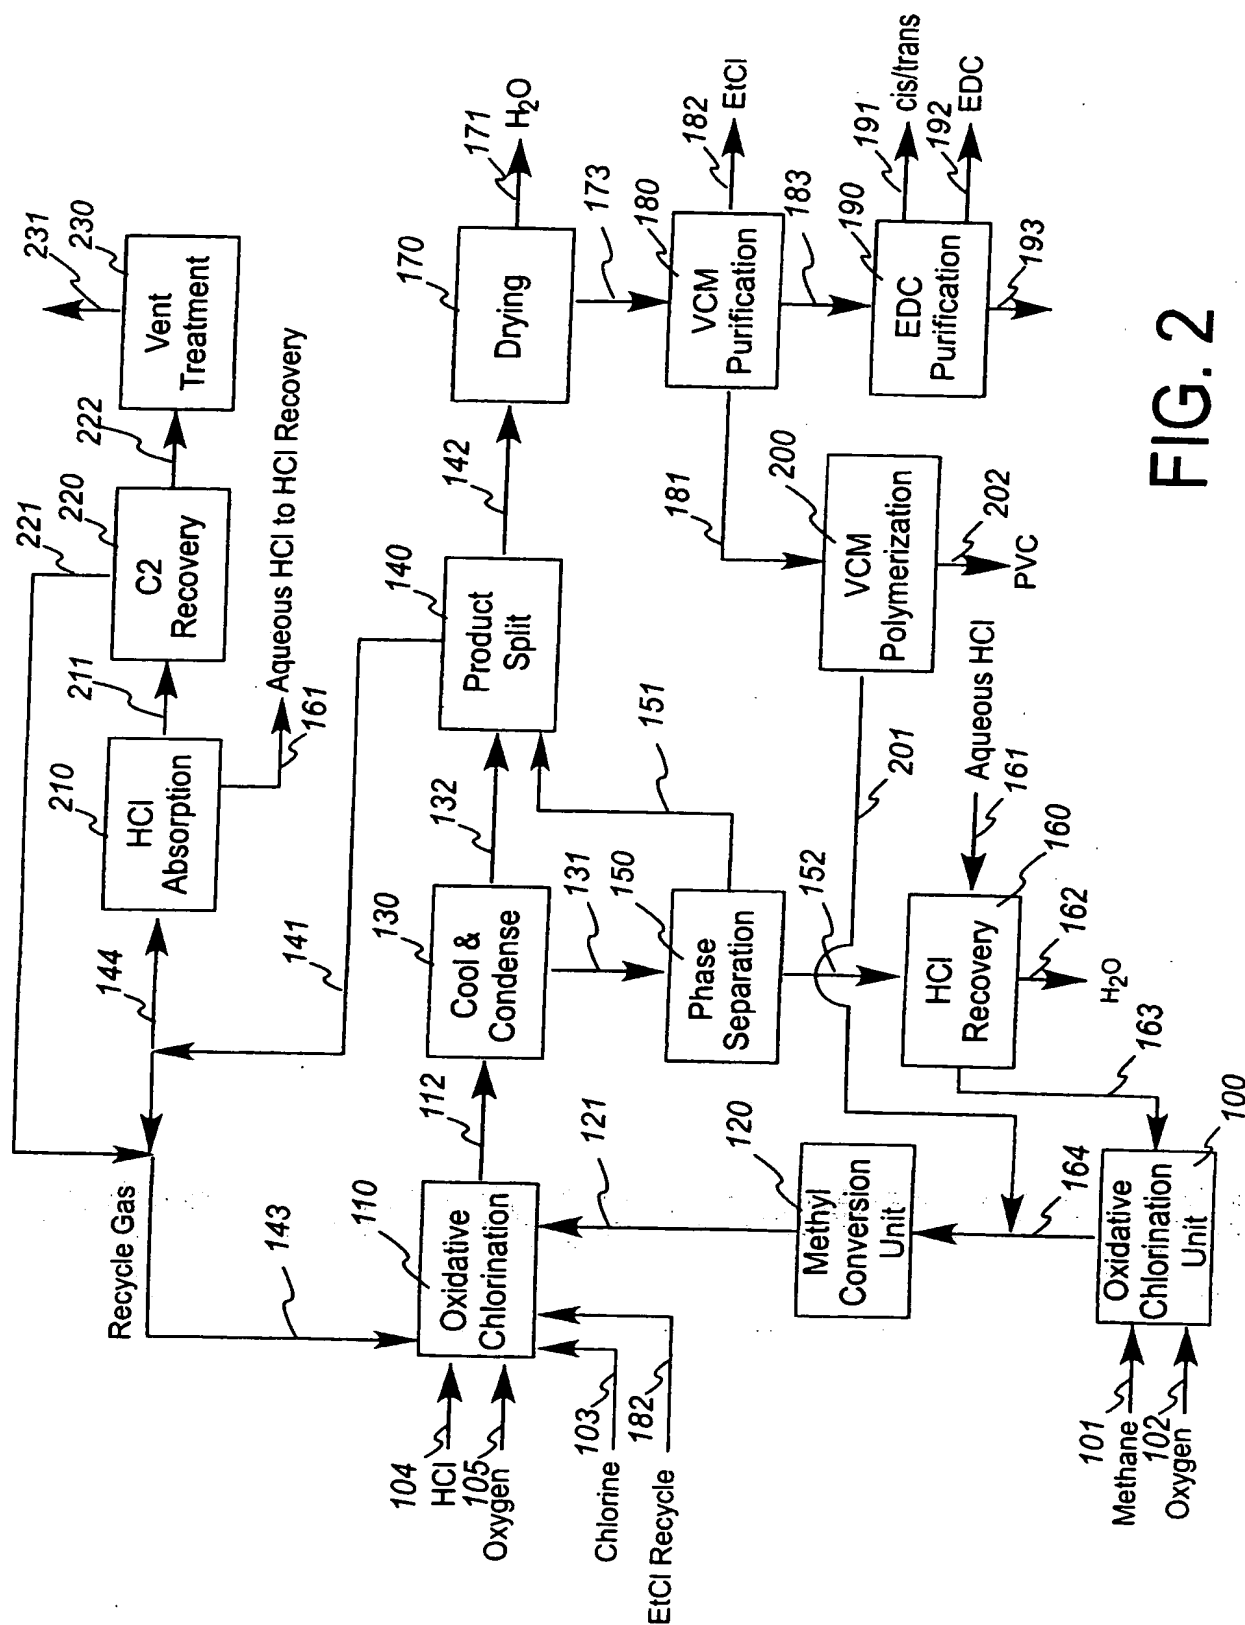 231
230
Vent
Treatment
222
221
220
C2
Recovery
211
Aqueous HCl to HCl Recovery
161
210
HCl
Absorption
144
141
Recycle Gas
143
171
H2O
170
Drying
173
142
140
Product
Split
132
151
130
Cool &
Condense
131
112
110
Oxidative
Chlorination
121
104
HCl
105
Oxygen
103
Chlorine
182
EtCl Recycle
182
EtCl
180
VCM
Purification
183
181
191
cis/trans
192
EDC
190
EDC
Purification
193
200
VCM
Polymerization
202
PVC
201
150
Phase
Separation
152
Aqueous HCl
161
160
HCl
Recovery
162
H2O
163
120
Methyl
Conversion
Unit
164
100
Oxidative
Chlorination
Unit
101
Methane
102
Oxygen
FIG. 2